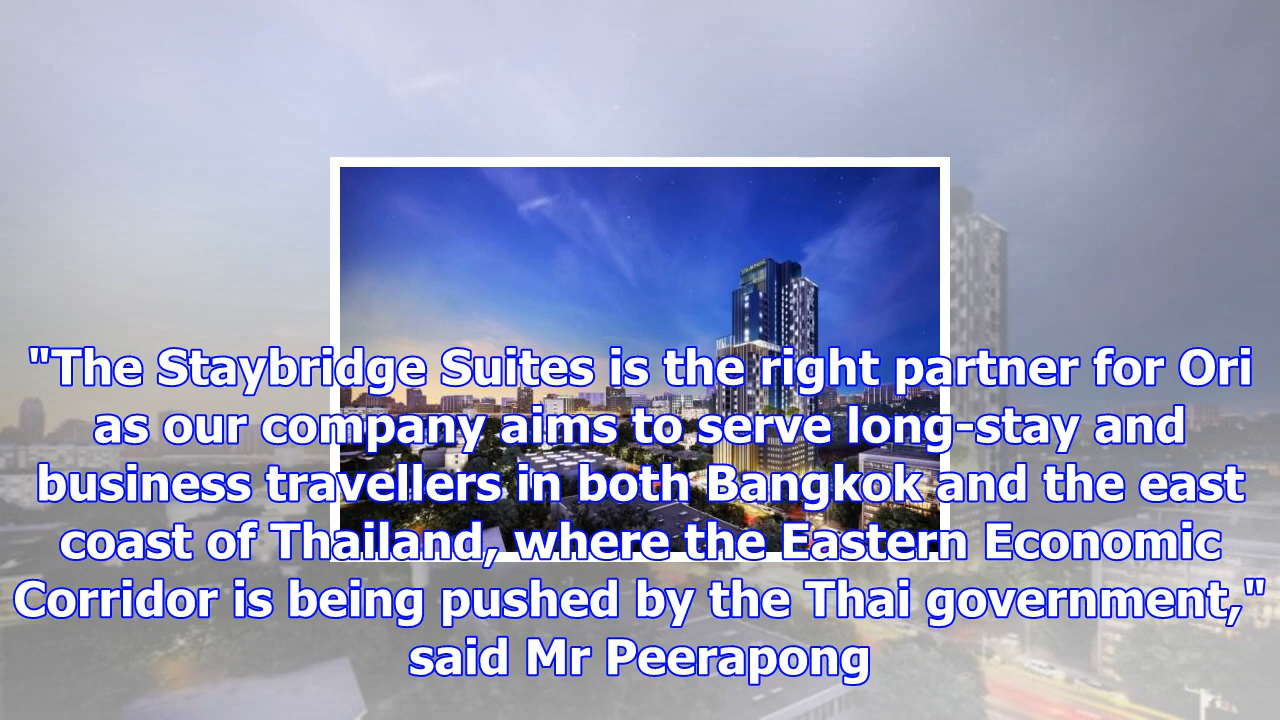 "The Staybridge Suites is the right partner for Ori
as our company aims to serve long-stay and
business travellers in both Bangkok and the east
coast of Thailand, where the Eastern Economic
Corridor is being pushed by the Thai government,"
said Mr Peerapong